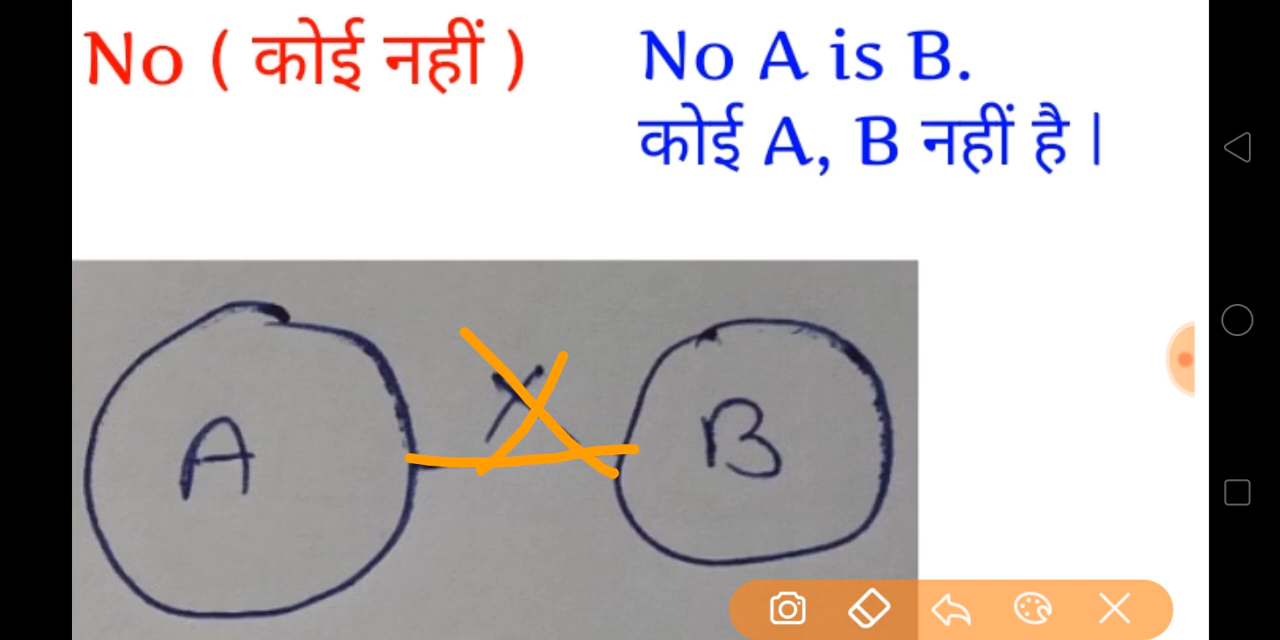 No ( कोई नहीं )
No A is B.
कोई A, B नहीं है |
A X B